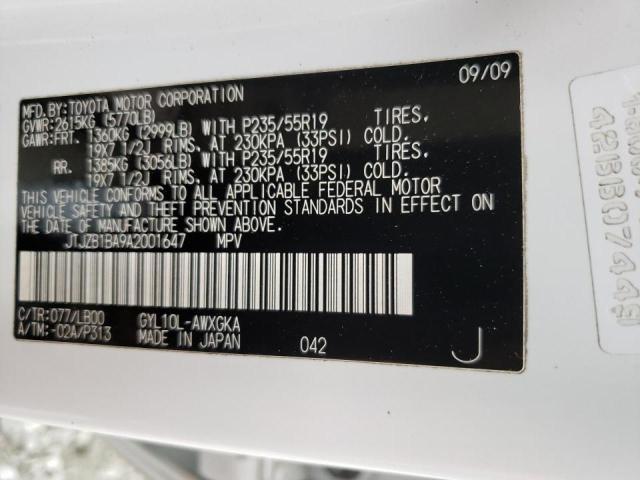 MFD.BY:TOYOTA MOTOR CORPORATION 09/09
GVWR:2615KG (5770LB)
GAWR:FRT. 1360KG (2999LB) WITH P235/55R19 TIRES,
19X7 1/2J RIMS, AT 230KPA (33PSI) COLD.
RR. 1385KG (3056LB) WITH P235/55R19 TIRES,
19X7 1/2J RIMS, AT 230KPA (33PSI) COLD.
THIS VEHICLE CONFORMS TO ALL APPLICABLE FEDERAL MOTOR
VEHICLE SAFETY AND THEFT PREVENTION STANDARDS IN EFFECT ON
THE DATE OF MANUFACTURE SHOWN ABOVE.
JTJZB1BA9A2001647 MPV
C/TR:077/LB00 GYL10L-AWXGKA
A/TM:-02A/P313 MADE IN JAPAN 042 J